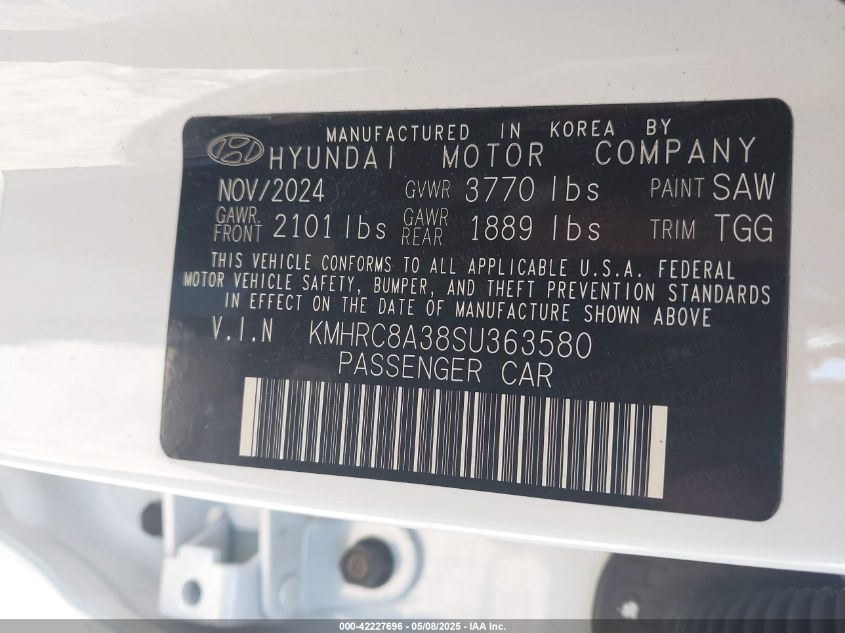 MANUFACTURED IN KOREA BY
HYUNDAI MOTOR COMPANY
NOV/2024 GVWR 3770 lbs PAINT SAW
GAWR FRONT 2101 lbs GAWR REAR 1889 lbs TRIM TGG
THIS VEHICLE CONFORMS TO ALL APPLICABLE U.S.A. FEDERAL
MOTOR VEHICLE SAFETY, BUMPER, AND THEFT PREVENTION STANDARDS
IN EFFECT ON THE DATE OF MANUFACTURE SHOWN ABOVE
V.I.N KMHRC8A38SU363580
PASSENGER CAR
000-42227696 - 05/08/2025 - IAA Inc.